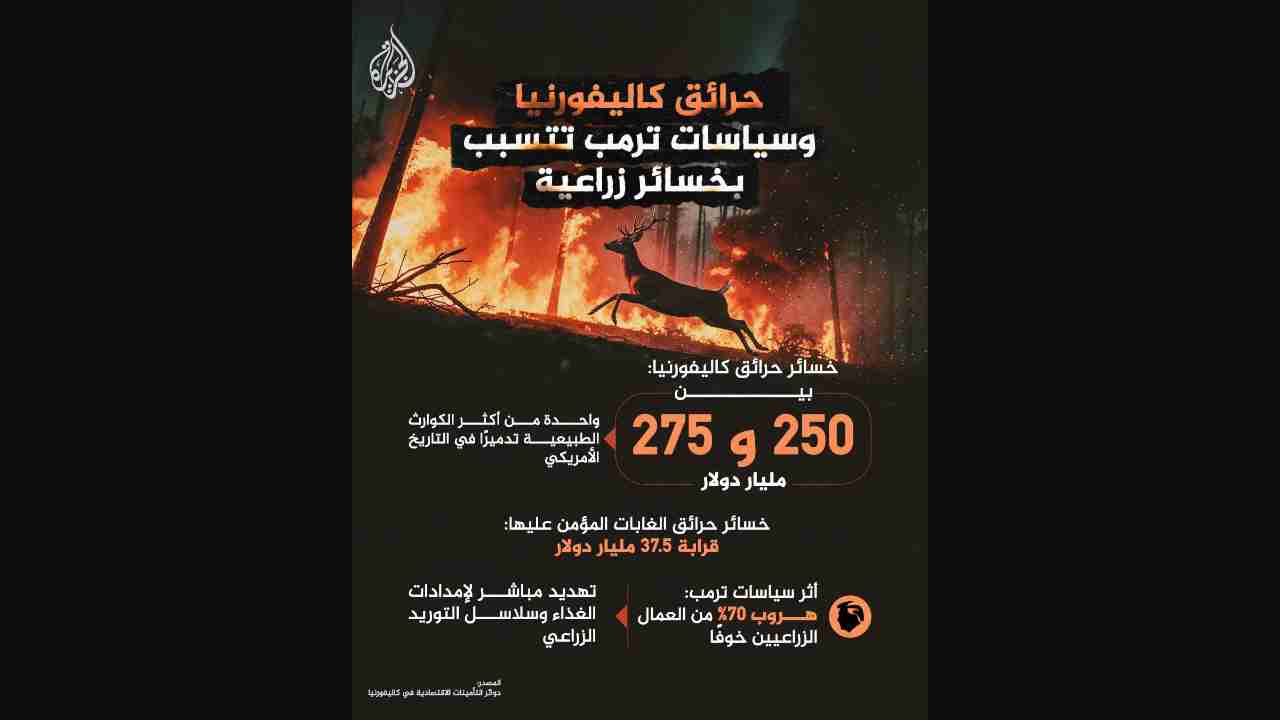 الجزيرة
حرائق كاليفورنيا
وسياسات ترمب تتسبب
بخسائر زراعية
خسائر حرائق كاليفورنيا:
بين
250 و 275
مليار دولار
واحدة من أكثر الكوارث
الطبيعية تدميرًا في التاريخ
الأمريكي
خسائر حرائق الغابات المؤمن عليها:
قرابة 37.5 مليار دولار
أثر سياسات ترمب:
هروب 70% من العمال
الزراعيين خوفًا
تهديد مباشر لإمدادات
الغذاء وسلاسل التوريد
الزراعي
المصدر:
دوائر التأمينات الاقتصادية في كاليفورنيا